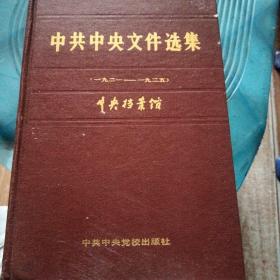 中共中央文件选集
（一九二一——一九二五）
中央档案馆
中共中央党校出版社